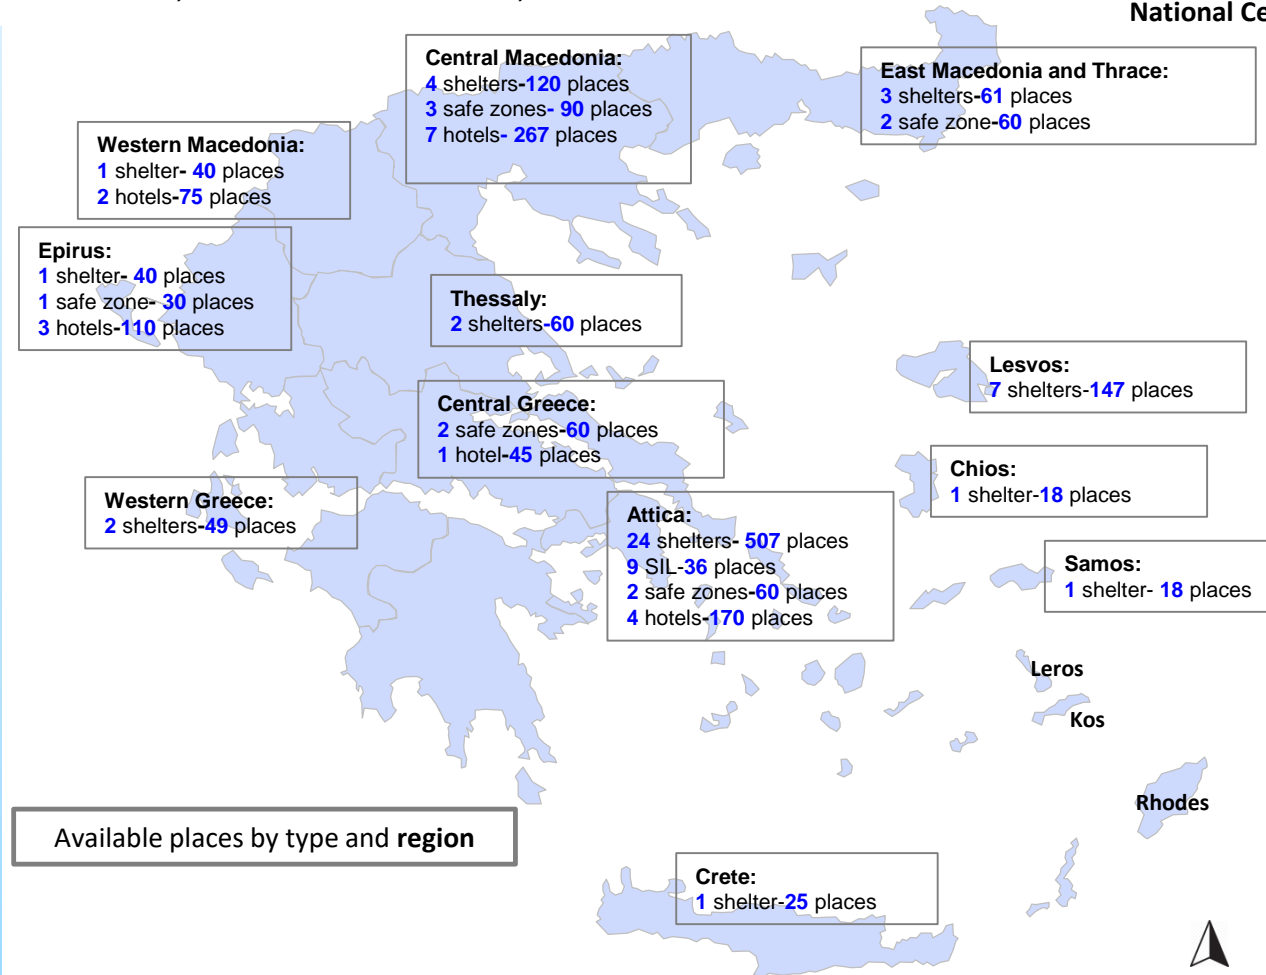 National Ce
Central Macedonia:
4 shelters-120 places
3 safe zones- 90 places
7 hotels- 267 places
East Macedonia and Thrace:
3 shelters-61 places
2 safe zone-60 places
Western Macedonia:
1 shelter- 40 places
2 hotels-75 places
Epirus:
1 shelter- 40 places
1 safe zone- 30 places
3 hotels-110 places
Thessaly:
2 shelters-60 places
Lesvos:
7 shelters-147 places
Central Greece:
2 safe zones-60 places
1 hotel-45 places
Chios:
1 shelter-18 places
Western Greece:
2 shelters-49 places
Attica:
24 shelters- 507 places
9 SIL-36 places
2 safe zones-60 places
4 hotels-170 places
Samos:
1 shelter- 18 places
Leros
Kos
Rhodes
Available places by type and region
Crete:
1 shelter-25 places